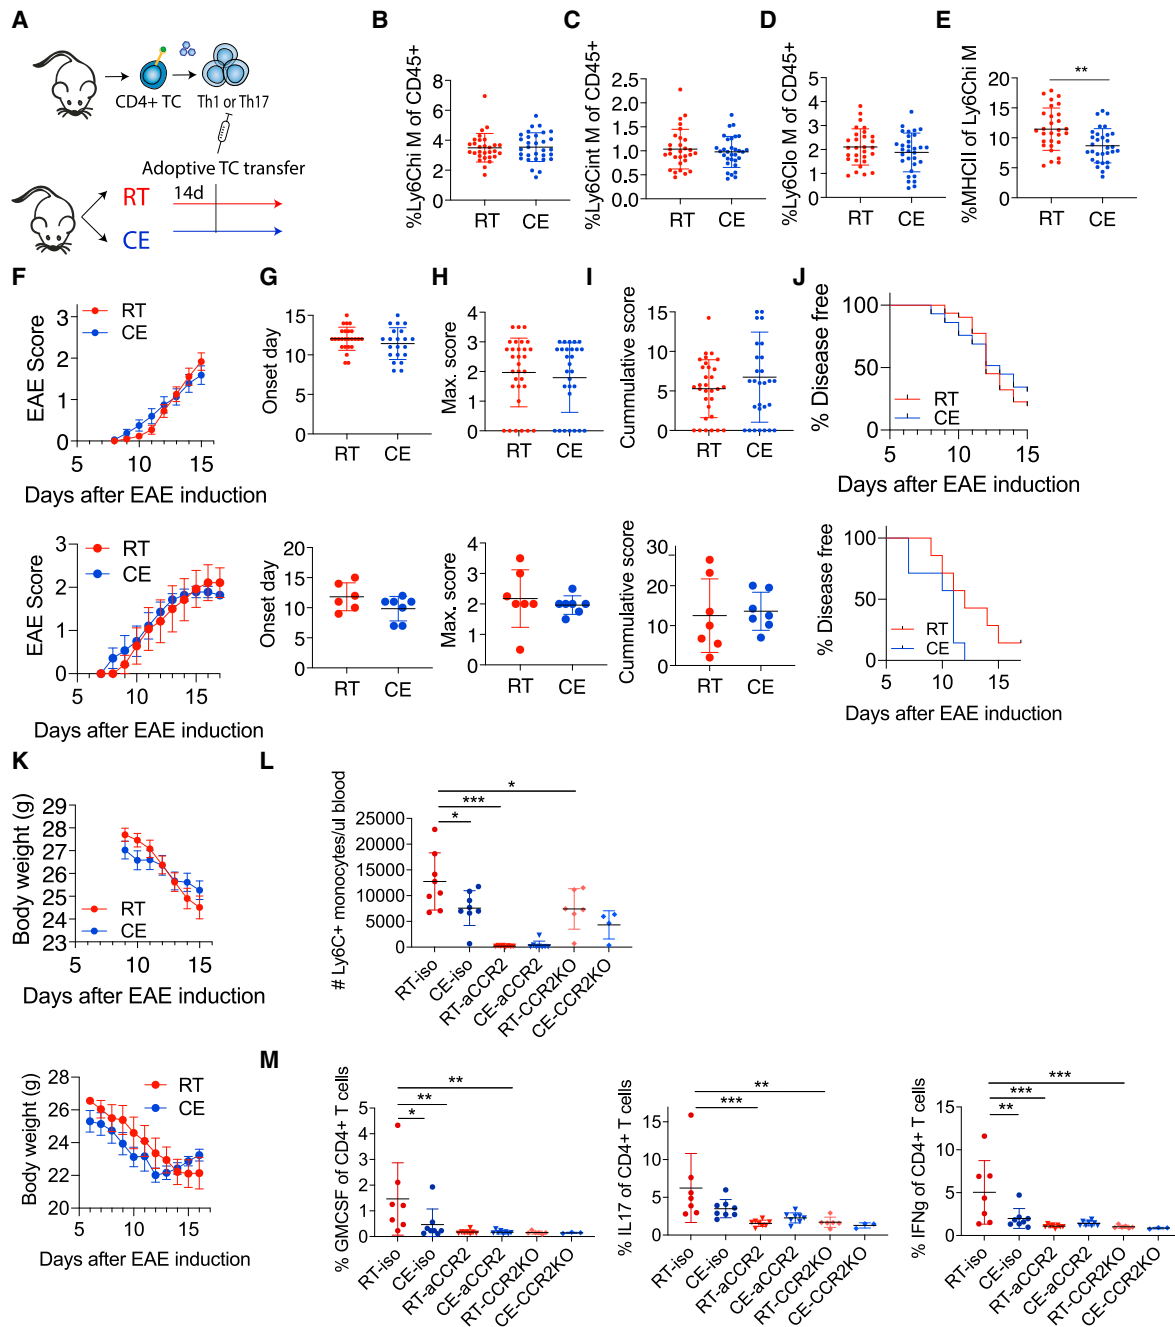 A
B
C
D
E
CD4+ TC
Th1 or Th17
Adoptive TC transfer
RT
14d
CE
%Ly6Chi M of CD45+
10
8
6
4
2
0
RT
CE
%Ly6Cint M of CD45+
2.5
2.0
1.5
1.0
0.5
0.0
RT
CE
%Ly6Clo M of CD45+
5
4
3
2
1
0
RT
CE
%MHCII of Ly6Chi M
20
15
10
5
0
**
RT
CE
F
G
H
I
J
EAE Score
3
2
1
0
RT
CE
5
10
15
Days after EAE induction
Onset day
15
10
5
0
RT
CE
Max. score
4
3
2
1
0
RT
CE
Cummulative score
15
10
5
0
RT
CE
% Disease free
100
50
0
RT
CE
5
10
15
Days after EAE induction
EAE Score
3
2
1
0
RT
CE
5
10
15
Days after EAE induction
Onset day
20
15
10
5
0
RT
CE
Max. score
4
3
2
1
0
RT
CE
Cummulative score
30
20
10
0
RT
CE
% Disease free
100
50
0
RT
CE
5
10
15
Days after EAE induction
K
L
Body weight (g)
29
28
27
26
25
24
23
RT
CE
5
10
15
Days after EAE induction
# Ly6C+ monocytes/ul blood
25000
20000
15000
10000
5000
0
*
***
*
RT-iso
CE-iso
RT-aCCR2
CE-aCCR2
RT-CCR2KO
CE-CCR2KO
M
Body weight (g)
28
26
24
22
20
RT
CE
5
10
15
Days after EAE induction
% GMCSF of CD4+ T cells
5
4
3
2
1
0
**
**
*
RT-iso
CE-iso
RT-aCCR2
CE-aCCR2
RT-CCR2KO
CE-CCR2KO
% IL17 of CD4+ T cells
20
15
10
5
0
**
***
RT-iso
CE-iso
RT-aCCR2
CE-aCCR2
RT-CCR2KO
CE-CCR2KO
% IFNg of CD4+ T cells
15
10
5
0
***
***
**
RT-iso
CE-iso
RT-aCCR2
CE-aCCR2
RT-CCR2KO
CE-CCR2KO